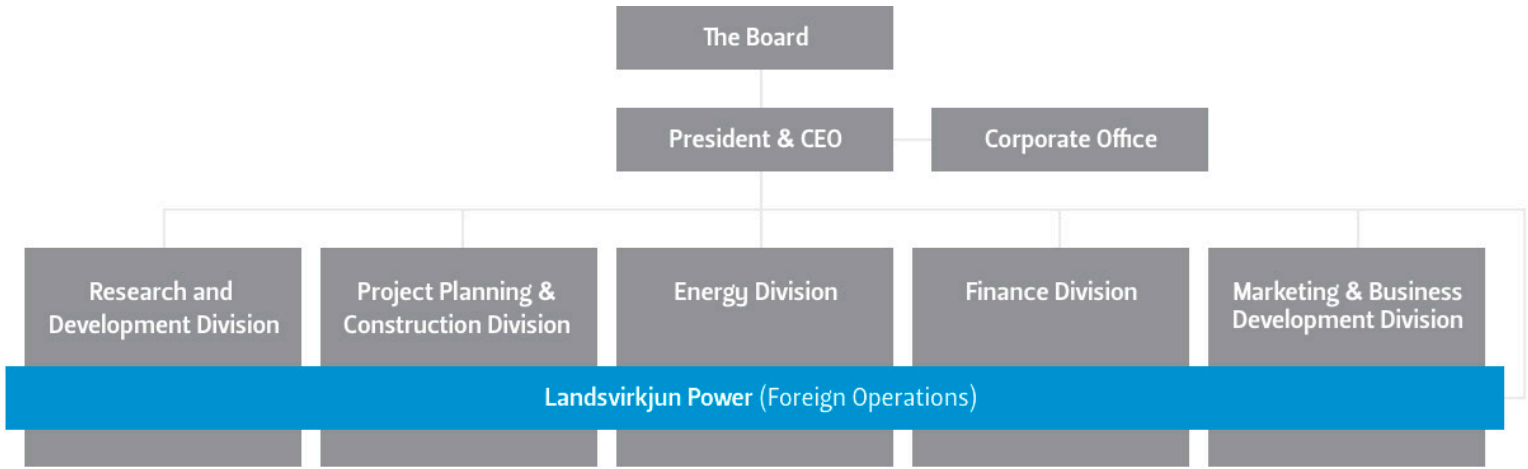 The Board
President & CEO
Corporate Office
Research and
Development Division
Project Planning &
Construction Division
Energy Division
Finance Division
Marketing & Business
Development Division
Landsvirkjun Power (Foreign Operations)